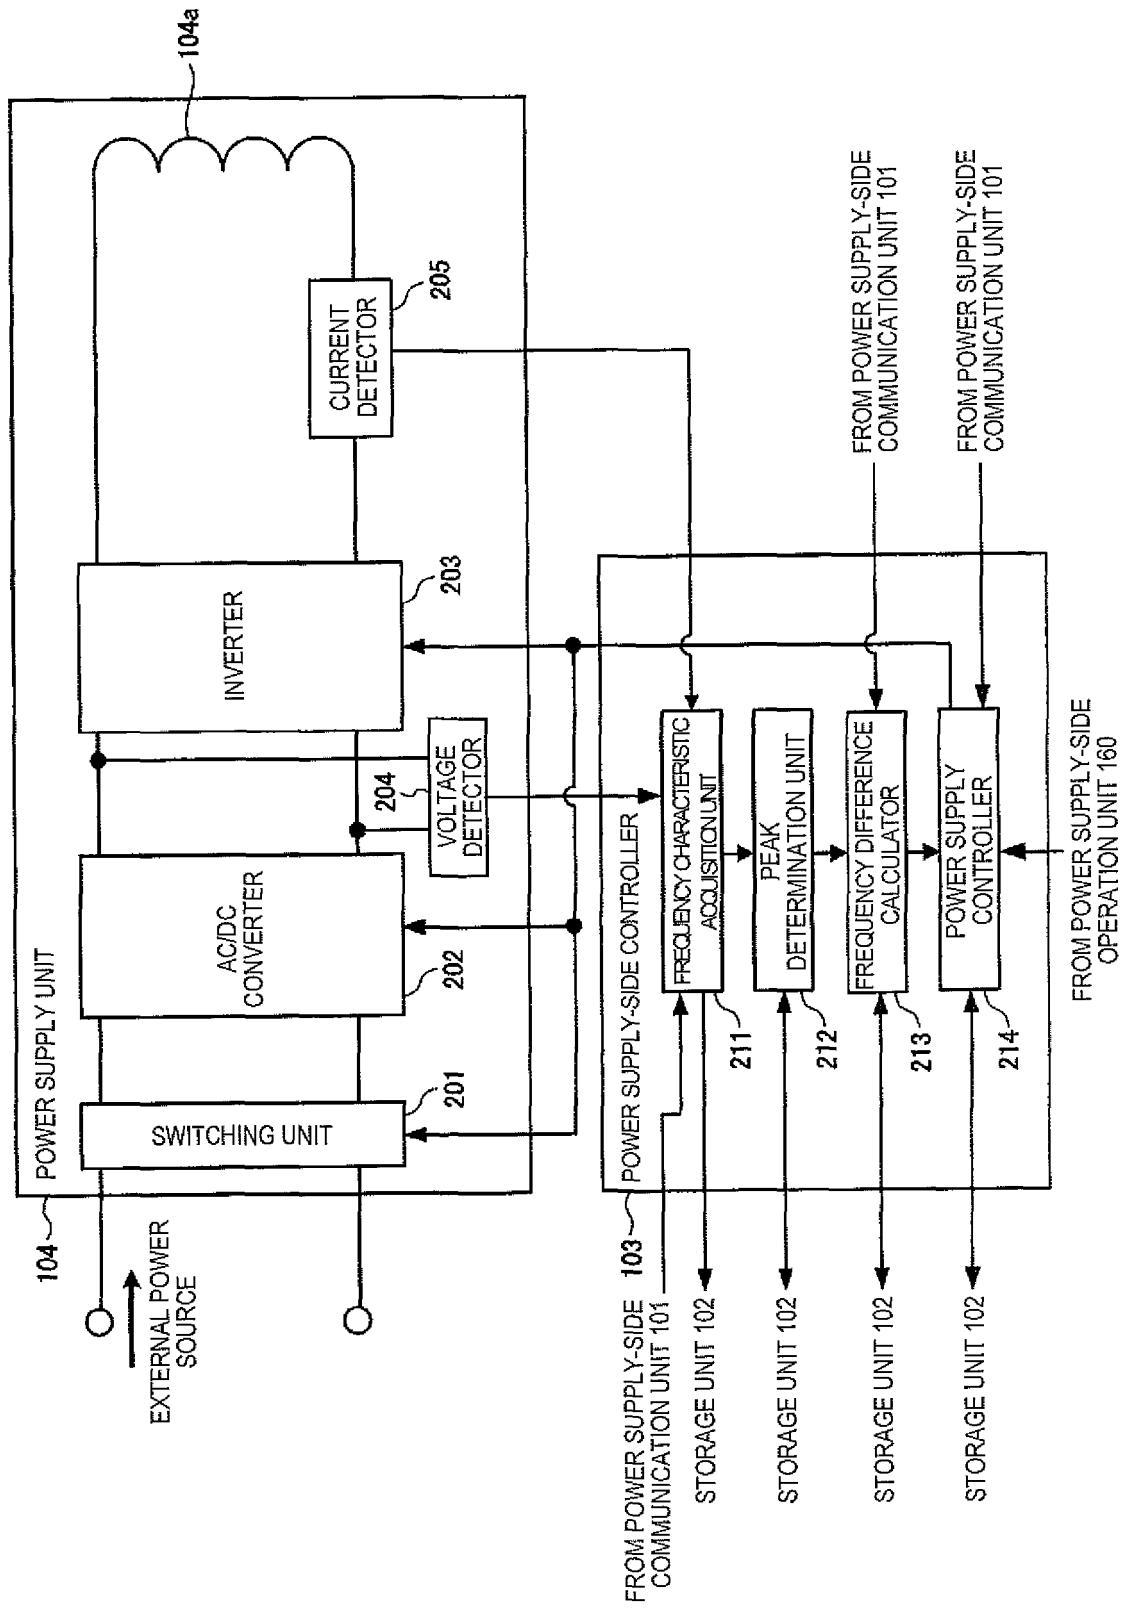 104
POWER SUPPLY UNIT
EXTERNAL POWER
SOURCE
SWITCHING UNIT
201
AC/DC
CONVERTER
202
204
VOLTAGE
DETECTOR
INVERTER
203
CURRENT
DETECTOR
205
104a
103
POWER SUPPLY-SIDE CONTROLLER
FROM POWER SUPPLY-SIDE
COMMUNICATION UNIT 101
STORAGE UNIT 102
FREQUENCY CHARACTERISTIC
ACQUISITION UNIT
211
STORAGE UNIT 102
PEAK
DETERMINATION UNIT
212
STORAGE UNIT 102
FREQUENCY DIFFERENCE
CALCULATOR
213
FROM POWER SUPPLY-SIDE
COMMUNICATION UNIT 101
STORAGE UNIT 102
POWER SUPPLY
CONTROLLER
214
FROM POWER SUPPLY-SIDE
COMMUNICATION UNIT 101
FROM POWER SUPPLY-SIDE
OPERATION UNIT 160